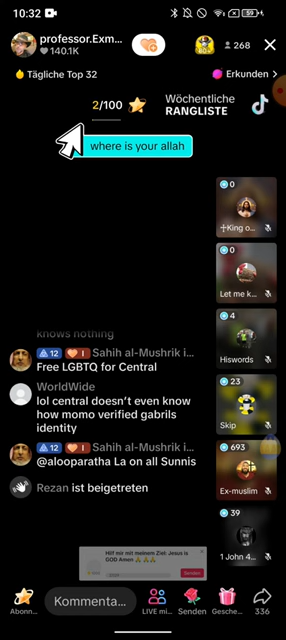 10:32
59
professor.Exm...
140.1K
268
Tägliche Top 32
Erkunden >
2/100
Wöchentliche
RANGLISTE
where is your allah
0
╬King o...
0
Let me k...
4
Hiswords
23
Skip
693
Ex-muslim
39
1 John 4...
knows nothing
12 1 Sahih al-Mushrik i...
Free LGBTQ for Central
WorldWide
lol central doesn't even know
how momo verified gabrils
identity
12 1 Sahih al-Mushrik i...
@alooparatha La on all Sunnis
Rezan ist beigetreten
Hilf mir mit meinem Ziel: Jesus is
GOD Amen 🙏🙏🙏
Senden
Abonn...
Kommenta...
LIVE mi...
Senden
Gesche...
336